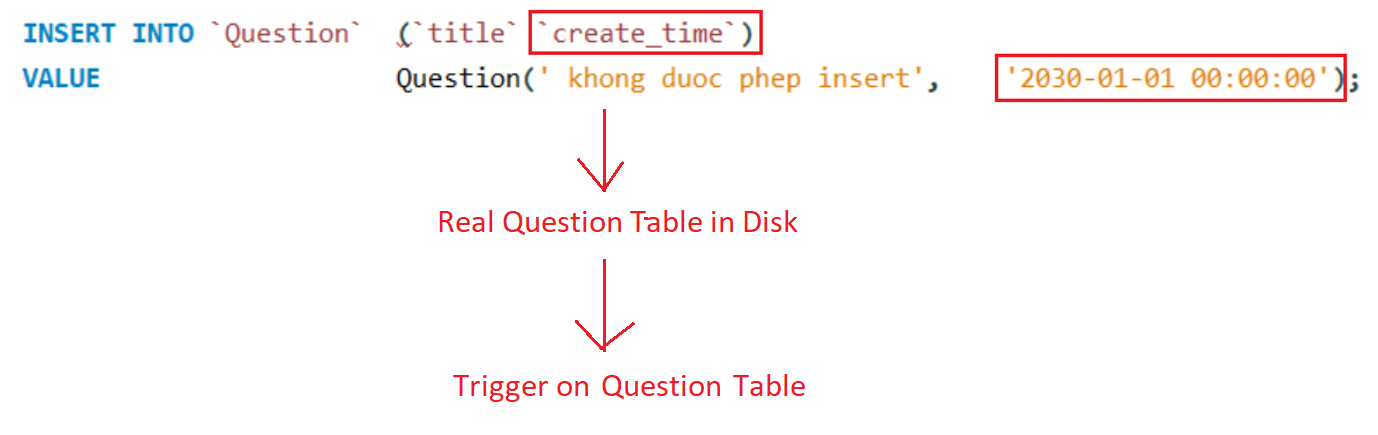 INSERT INTO `Question` (`title` `create_time`)
VALUE Question(' khong duoc phep insert', '2030-01-01 00:00:00');
Real Question Table in Disk
Trigger on Question Table